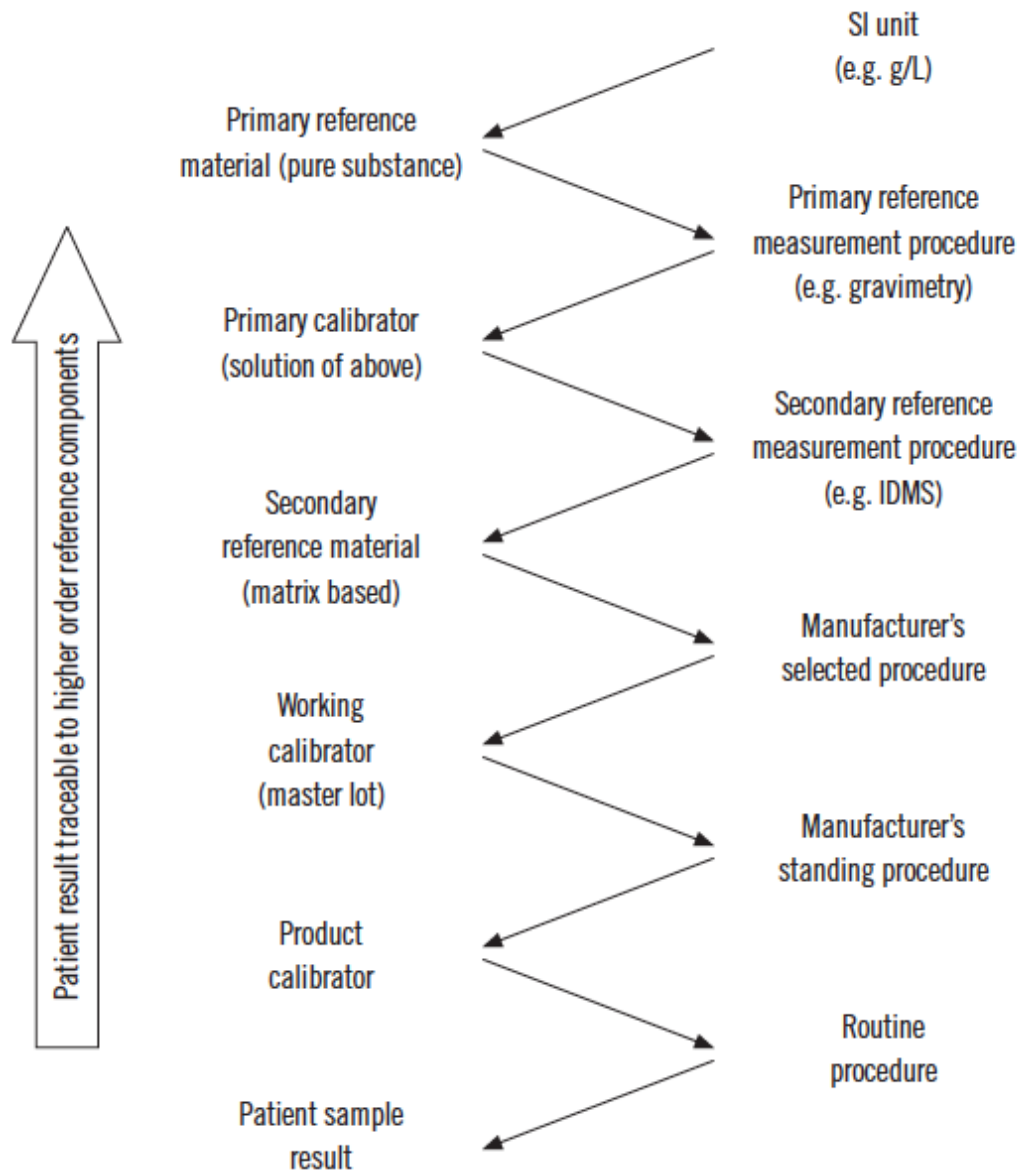 SI unit
(e.g. g/L)
Primary reference
material (pure substance)
Primary reference
measurement procedure
(e.g. gravimetry)
Primary calibrator
(solution of above)
Secondary reference
measurement procedure
(e.g. IDMS)
Secondary
reference material
(matrix based)
Manufacturer’s
selected procedure
Working
calibrator
(master lot)
Manufacturer’s
standing procedure
Product
calibrator
Routine
procedure
Patient sample
result
Patient result traceable to higher order reference components